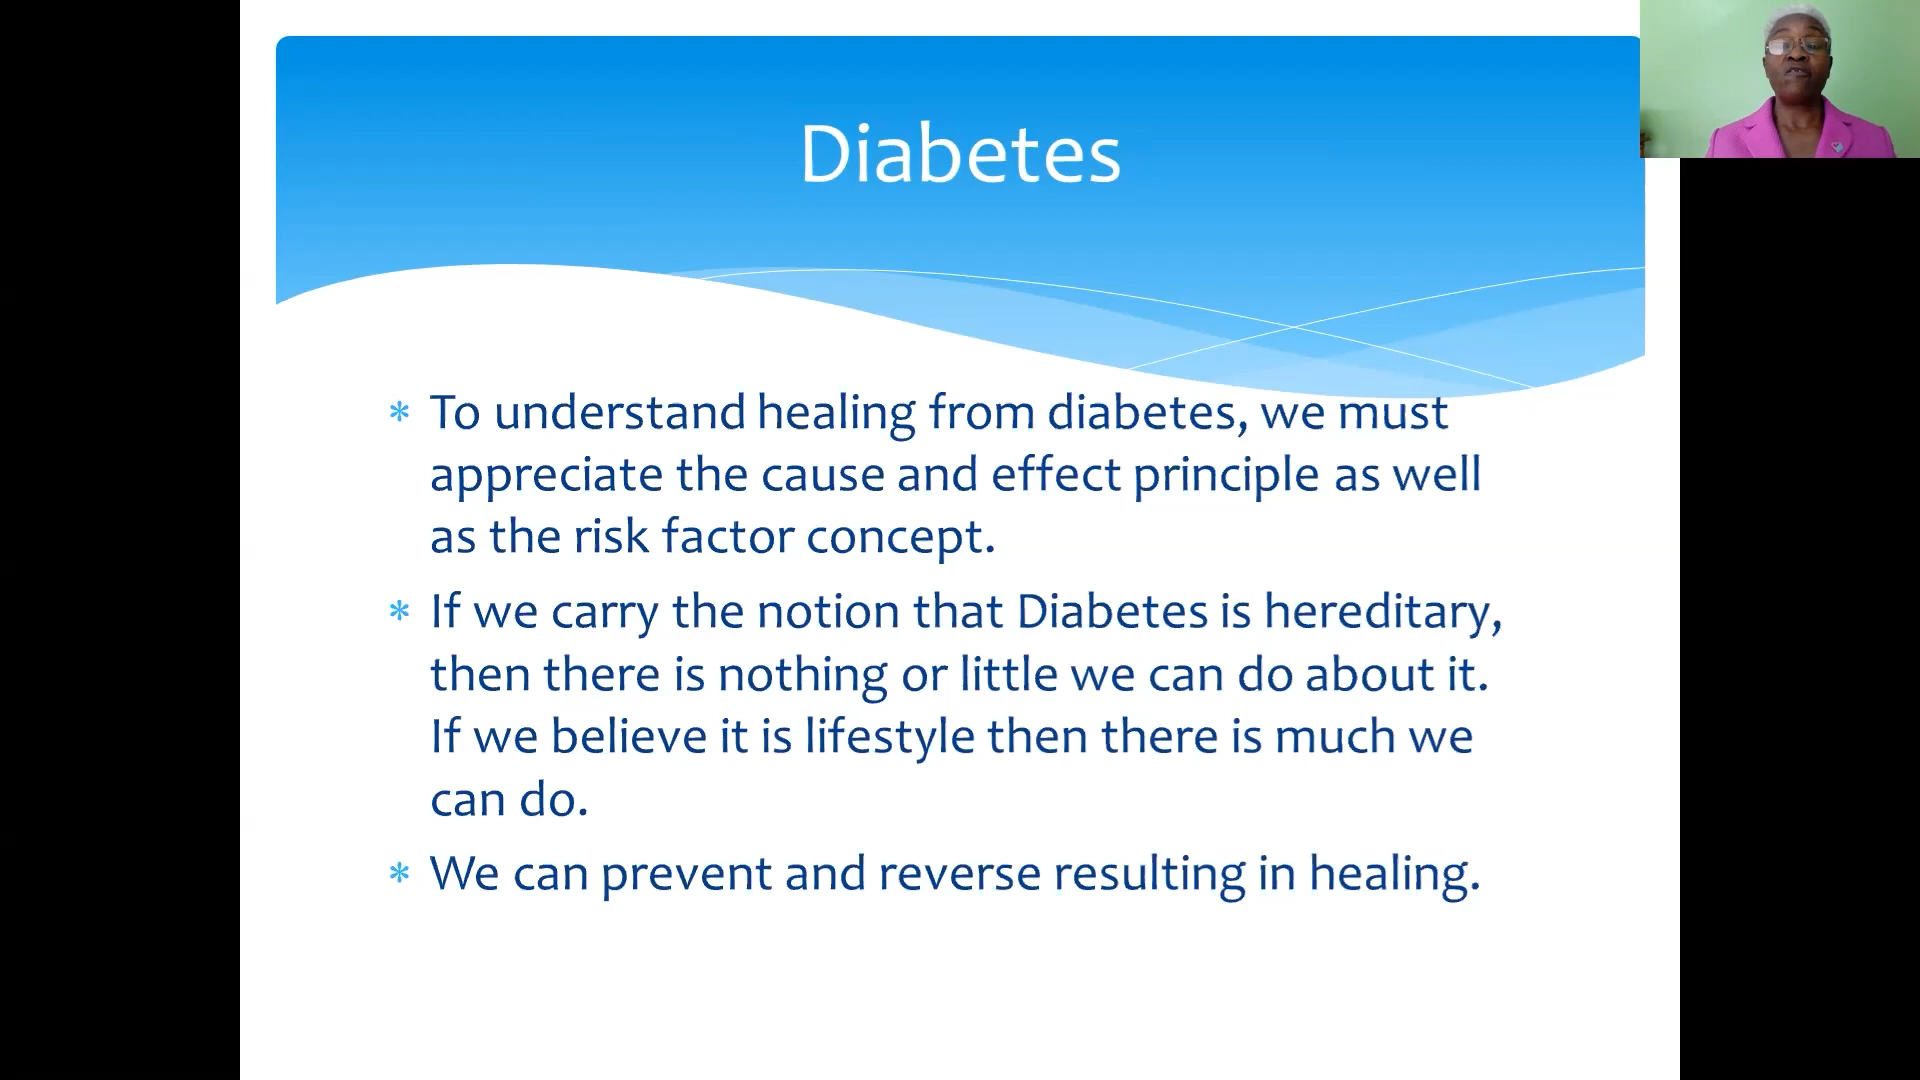 Diabetes
* To understand healing from diabetes, we must
appreciate the cause and effect principle as well
as the risk factor concept.
* If we carry the notion that Diabetes is hereditary,
then there is nothing or little we can do about it.
If we believe it is lifestyle then there is much we
can do.
* We can prevent and reverse resulting in healing.